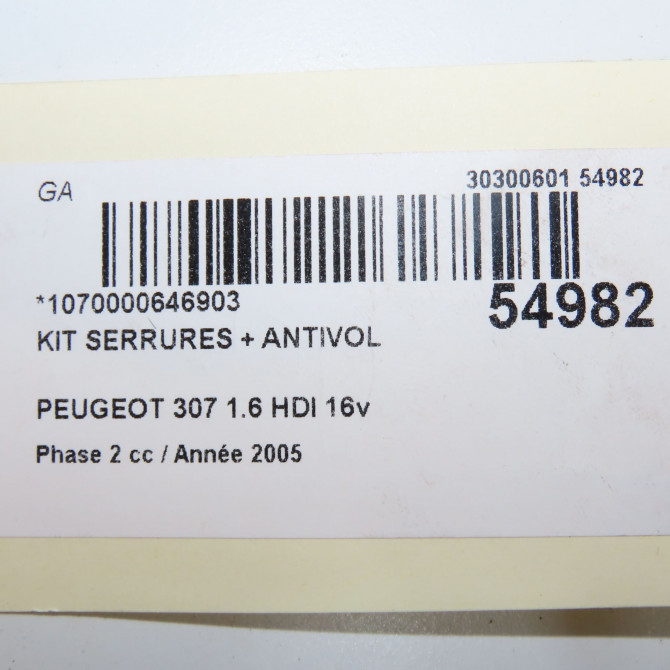 GA
30300601 54982
*1070000646903
54982
KIT SERRURES + ANTIVOL
PEUGEOT 307 1.6 HDI 16v
Phase 2 cc / Année 2005